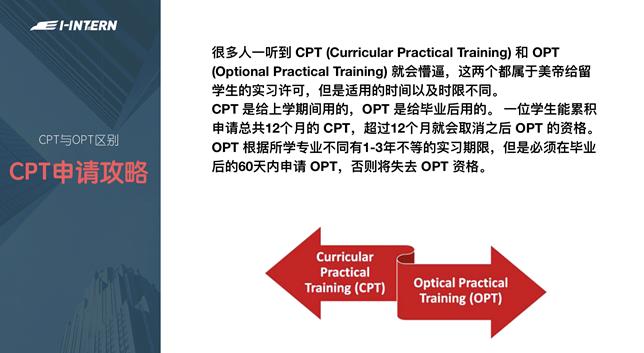 I-INTERN
CPT与OPT区别
CPT申请攻略
很多人一听到 CPT (Curricular Practical Training) 和 OPT
(Optional Practical Training) 就会懵逼，这两个都属于美帝给留
学生的实习许可，但是适用的时间以及时限不同。
CPT 是给上学期间用的，OPT 是给毕业后用的。 一位学生能累积
申请总共12个月的 CPT，超过12个月就会取消之后 OPT 的资格。
OPT 根据所学专业不同有1-3年不等的实习期限，但是必须在毕业
后的60天内申请 OPT，否则将失去 OPT 资格。
Curricular
Practical
Training (CPT)
Optical Practical
Training (OPT)